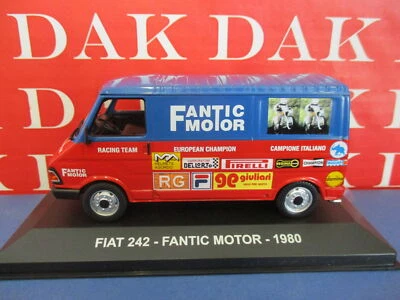 DAK DAK DAK
FANTIC
MOTOR
RACING TEAM
EUROPEAN CHAMPION
CAMPIONE ITALIANO
FANTIC
MOTOR
DELL'ORTO
PIRELLI
CHAMPION
RG
F
giuliari
FIAT 242 - FANTIC MOTOR - 1980